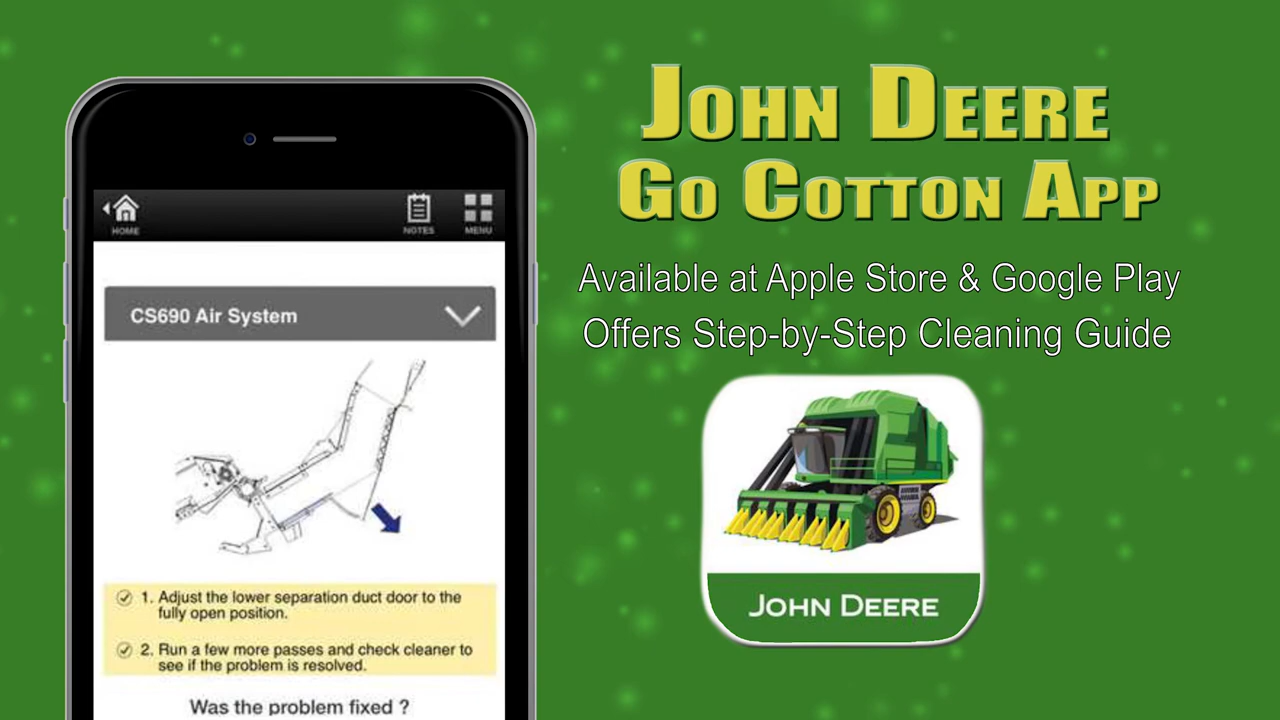 John Deere
Go Cotton App
Available at Apple Store & Google Play
Offers Step-by-Step Cleaning Guide
HOME
NOTES
MENU
CS690 Air System
1. Adjust the lower separation duct door to the
fully open position.
2. Run a few more passes and check cleaner to
see if the problem is resolved.
Was the problem fixed ?
JOHN DEERE